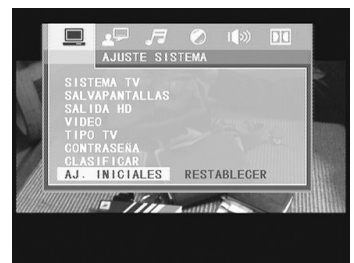 AJUSTE SISTEMA
SISTEMA TV
SALVAPANTALLAS
SALIDA HD
VIDEO
TIPO TV
CONTRASEÑA
CLASIFICAR
AJ. INICIALES RESTABLECER